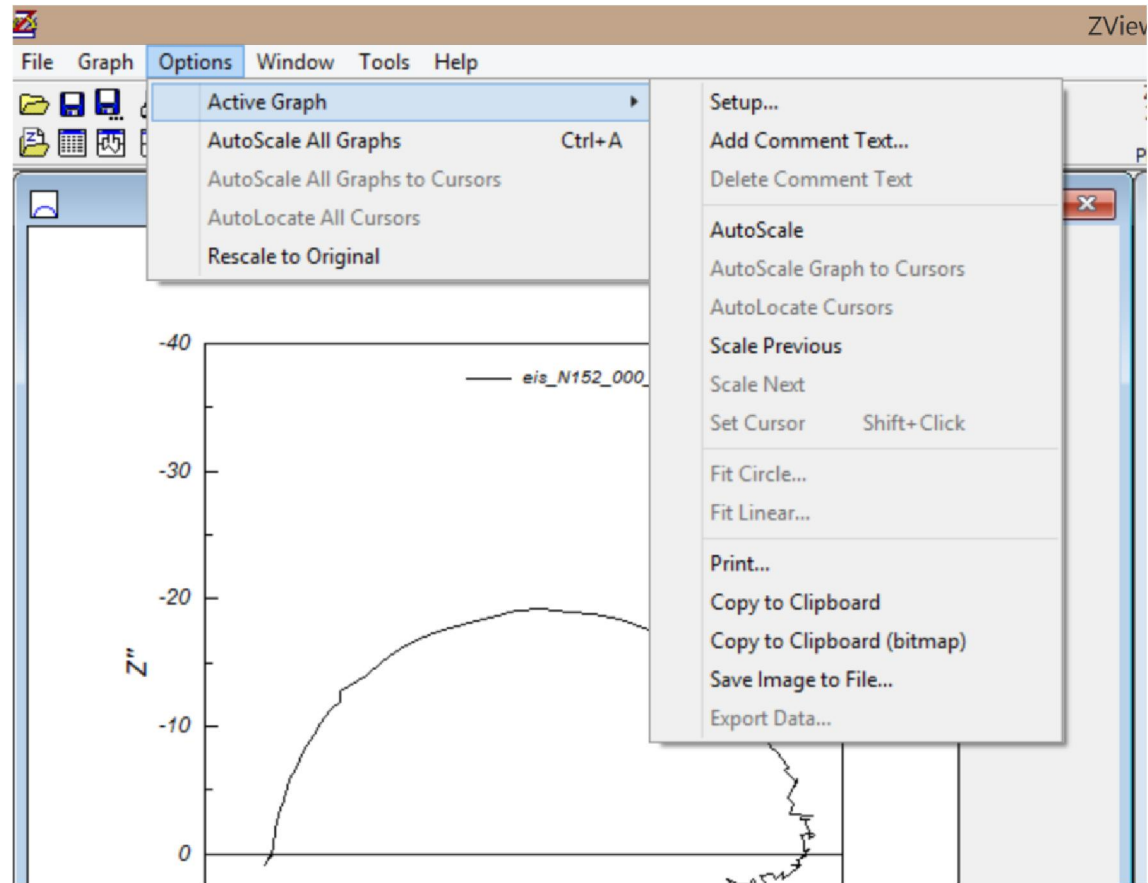 ZView
File Graph Options Window Tools Help
Active Graph
AutoScale All Graphs Ctrl+A
AutoScale All Graphs to Cursors
AutoLocate All Cursors
Rescale to Original
Setup...
Add Comment Text...
Delete Comment Text
AutoScale
AutoScale Graph to Cursors
AutoLocate Cursors
Scale Previous
Scale Next
Set Cursor Shift+Click
Fit Circle...
Fit Linear...
Print...
Copy to Clipboard
Copy to Clipboard (bitmap)
Save Image to File...
Export Data...
eis_N152_000_
Z''
-40
-30
-20
-10
0